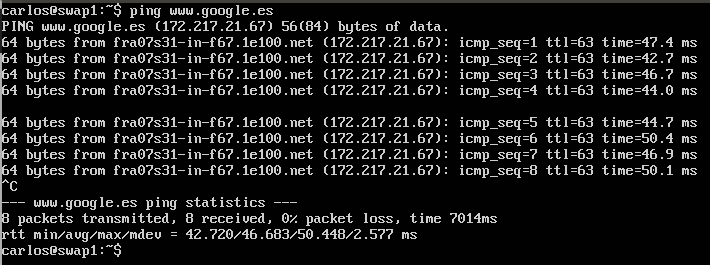 carlos@swap1:~$ ping www.google.es
PING www.google.es (172.217.21.67) 56(84) bytes of data.
64 bytes from fra07s31-in-f67.1e100.net (172.217.21.67): icmp_seq=1 ttl=63 time=47.4 ms
64 bytes from fra07s31-in-f67.1e100.net (172.217.21.67): icmp_seq=2 ttl=63 time=42.7 ms
64 bytes from fra07s31-in-f67.1e100.net (172.217.21.67): icmp_seq=3 ttl=63 time=46.7 ms
64 bytes from fra07s31-in-f67.1e100.net (172.217.21.67): icmp_seq=4 ttl=63 time=44.0 ms

64 bytes from fra07s31-in-f67.1e100.net (172.217.21.67): icmp_seq=5 ttl=63 time=44.7 ms
64 bytes from fra07s31-in-f67.1e100.net (172.217.21.67): icmp_seq=6 ttl=63 time=50.4 ms
64 bytes from fra07s31-in-f67.1e100.net (172.217.21.67): icmp_seq=7 ttl=63 time=46.9 ms
64 bytes from fra07s31-in-f67.1e100.net (172.217.21.67): icmp_seq=8 ttl=63 time=50.1 ms
^C
--- www.google.es ping statistics ---
8 packets transmitted, 8 received, 0% packet loss, time 7014ms
rtt min/avg/max/mdev = 42.720/46.683/50.448/2.577 ms
carlos@swap1:~$